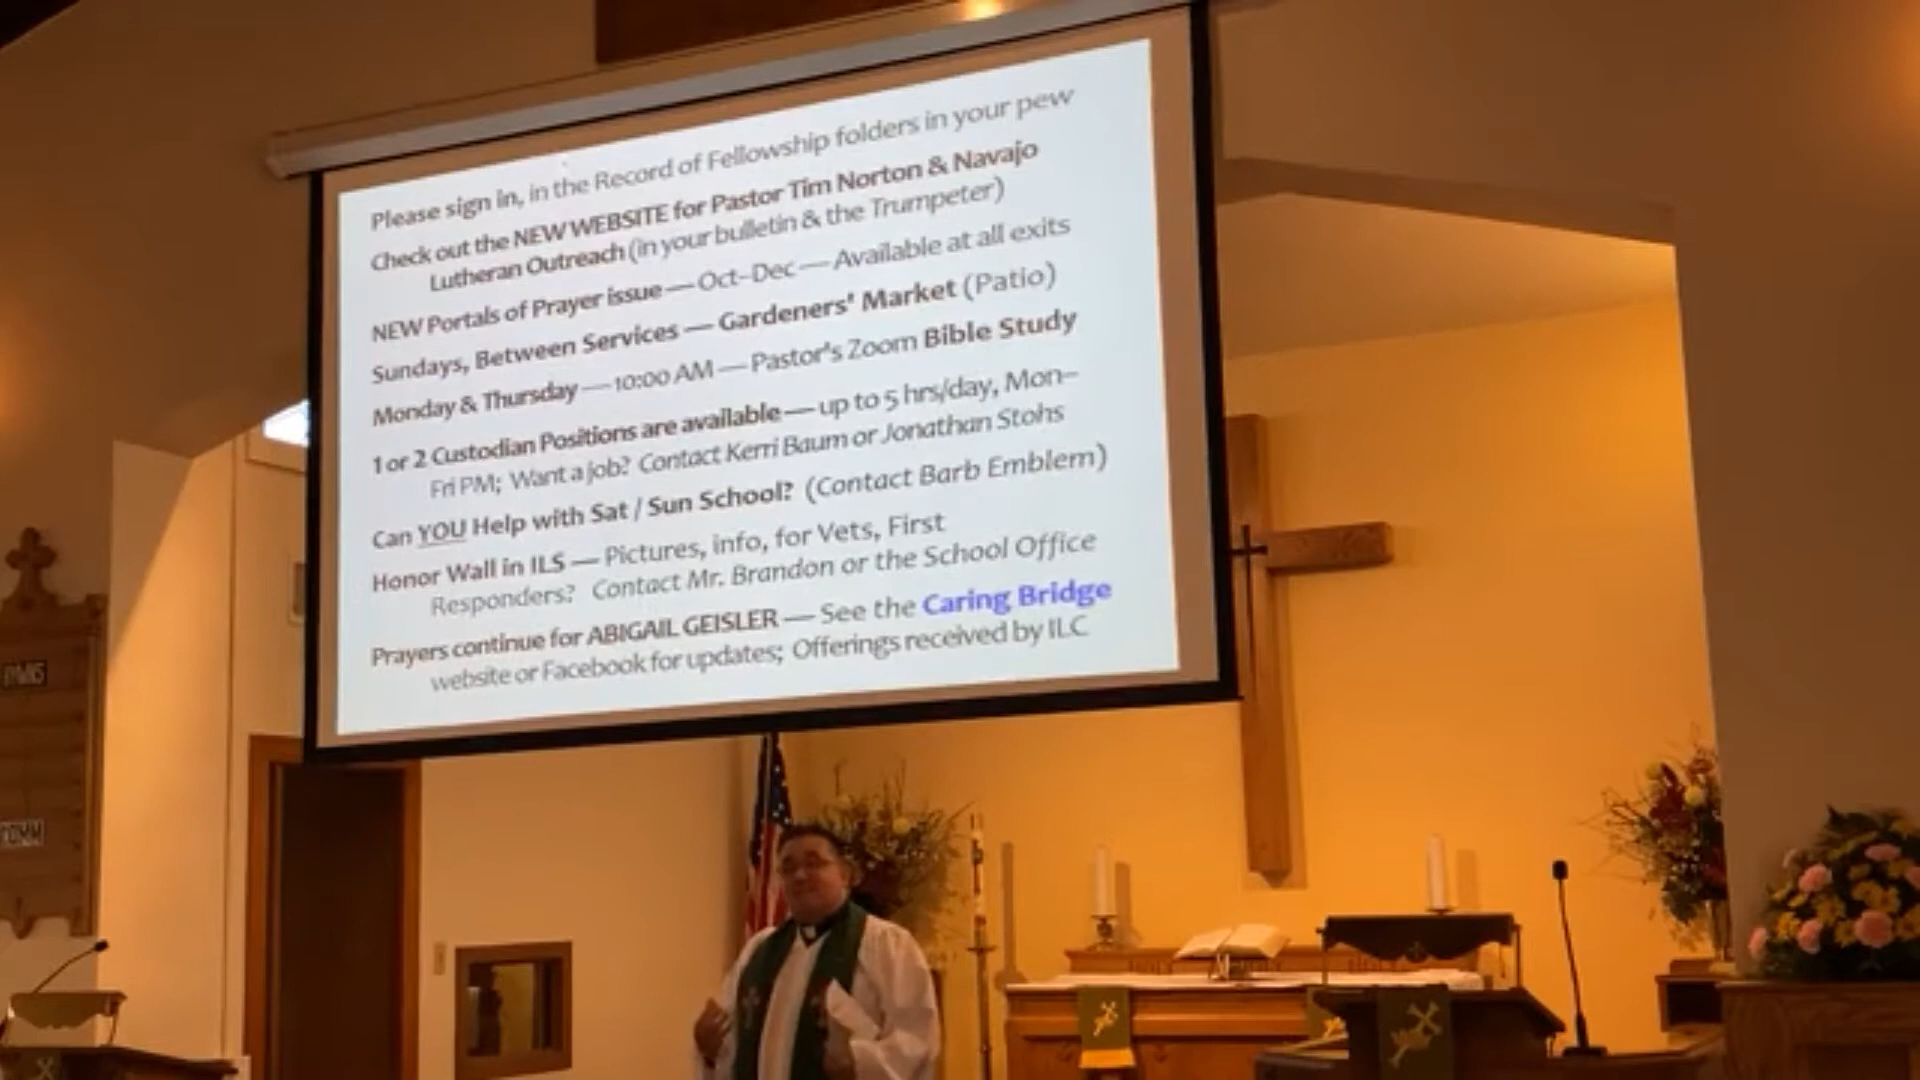 Please sign in, in the Record of Fellowship folders in your pew
Check out the NEW WEBSITE for Pastor Tim Norton & Navajo
Lutheran Outreach (in your bulletin & the Trumpeter)
NEW Portals of Prayer issue — Oct–Dec — Available at all exits
Sundays, Between Services — Gardeners' Market (Patio)
Monday & Thursday — 10:00 AM — Pastor's Zoom Bible Study
1 or 2 Custodian Positions are available — up to 5 hrs/day, Mon–
Fri PM; Want a job? Contact Kerri Baum or Jonathan Stohs
Can YOU Help with Sat / Sun School? (Contact Barb Emblem)
Honor Wall in ILS — Pictures, info, for Vets, First
Responders? Contact Mr. Brandon or the School Office
Prayers continue for ABIGAIL GEISLER — See the Caring Bridge
website or Facebook for updates; Offerings received by ILC
COMM